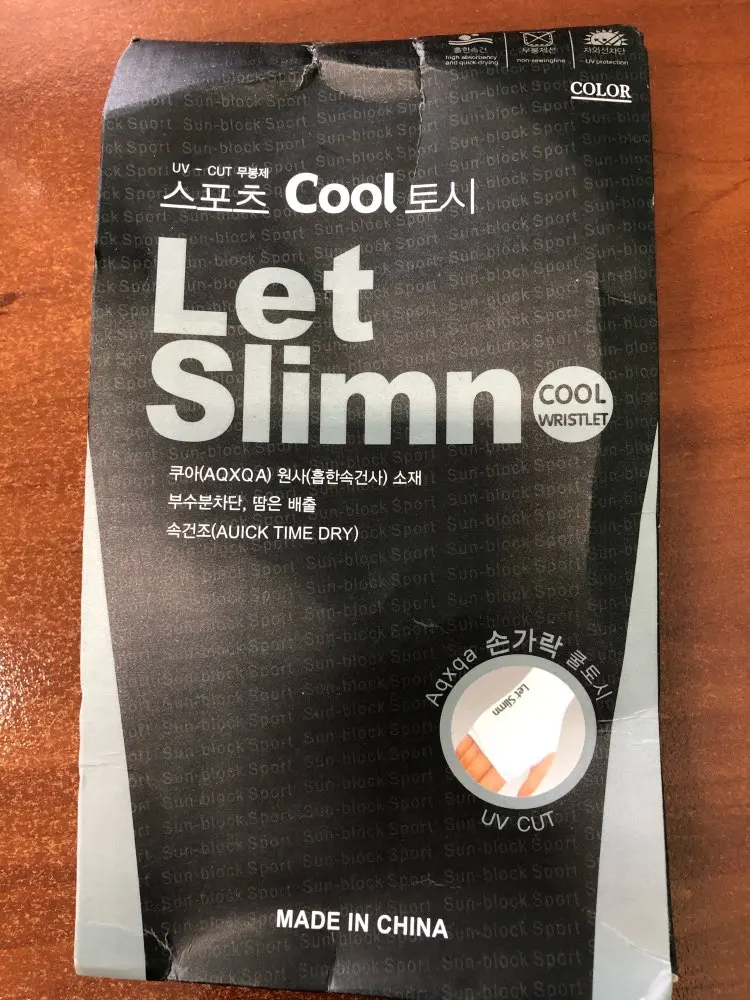 흡한속건
high absorbency
and quick-drying
무봉제선
non-sewingline
자외선차단
UV protection
COLOR
UV - CUT 무봉제
스포츠 Cool 토시
Let
Slimn
COOL
WRISTLET
쿠아(AQXQA) 원사(흡한속건사) 소재
부수분차단, 땀은 배출
속건조(AUICK TIME DRY)
Aqxqa 손가락 쿨토시
Let Slimn
UV CUT
MADE IN CHINA
Sun-block Sport